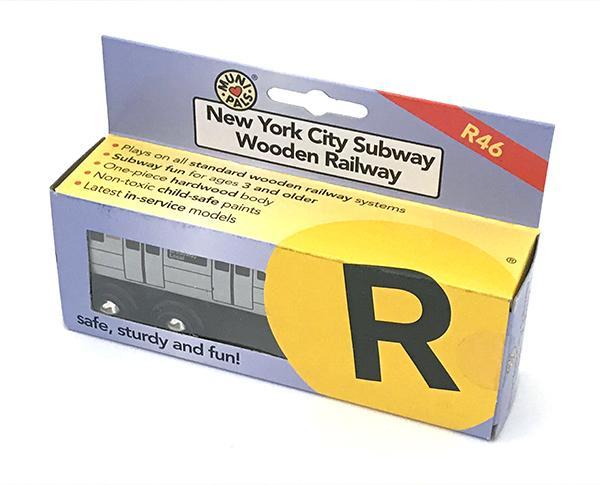 MUNI
PALS
®
New York City Subway
Wooden Railway
R46
• Plays on all standard wooden railway systems
• Subway fun for ages 3 and older
• One-piece hardwood body
• Non-toxic child-safe paints
• Latest in-service models
®
R
safe, sturdy and fun!